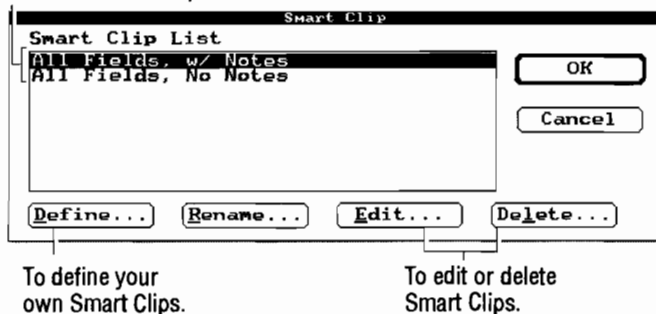 Smart Clip
Smart Clip List
All Fields, w/ Notes
All Fields, No Notes
OK
Cancel
Define... Rename... Edit... Delete...
To define your
own Smart Clips.
To edit or delete
Smart Clips.